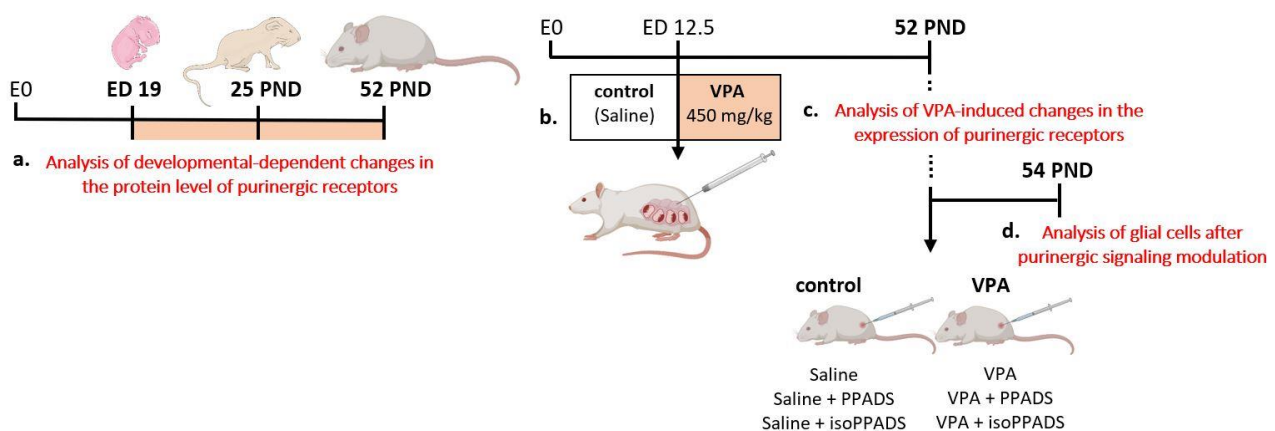 E0
ED 19
25 PND
52 PND
a. Analysis of developmental-dependent changes in
the protein level of purinergic receptors
E0
ED 12.5
52 PND
b.
control
(Saline)
VPA
450 mg/kg
c. Analysis of VPA-induced changes in the
expression of purinergic receptors
54 PND
d. Analysis of glial cells after
purinergic signaling modulation
control
Saline
Saline + PPADS
Saline + isoPPADS
VPA
VPA
VPA + PPADS
VPA + isoPPADS